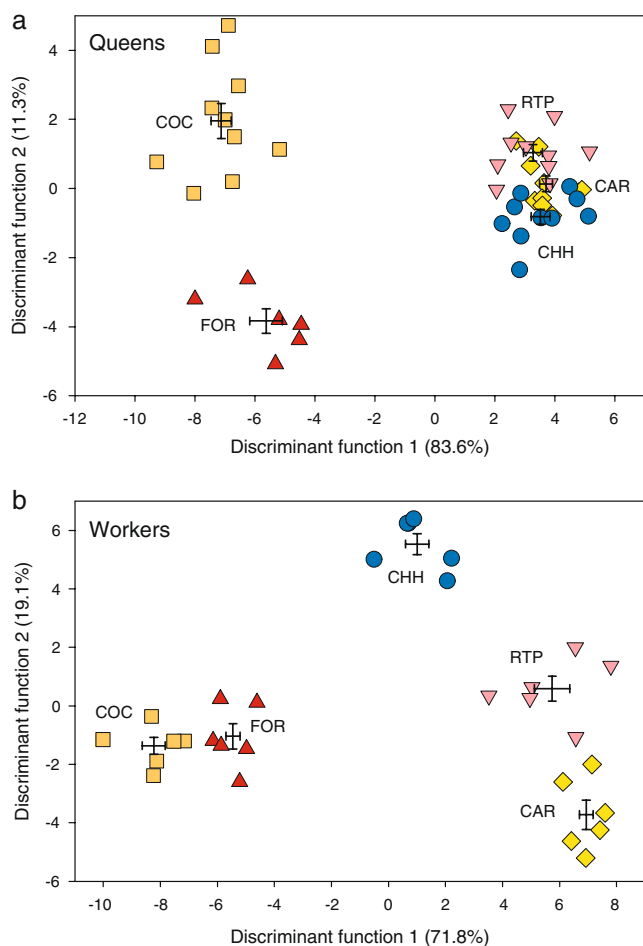 a
Queens
4
2
0
-2
-4
-6
Discriminant function 2 (11.3%)
COC
RTP
CAR
CHH
FOR
-12 -10 -8 -6 -4 -2 0 2 4 6
Discriminant function 1 (83.6%)
b
Workers
6
4
2
0
-2
-4
-6
Discriminant function 2 (19.1%)
CHH
RTP
COC
FOR
CAR
-10 -8 -6 -4 -2 0 2 4 6 8
Discriminant function 1 (71.8%)